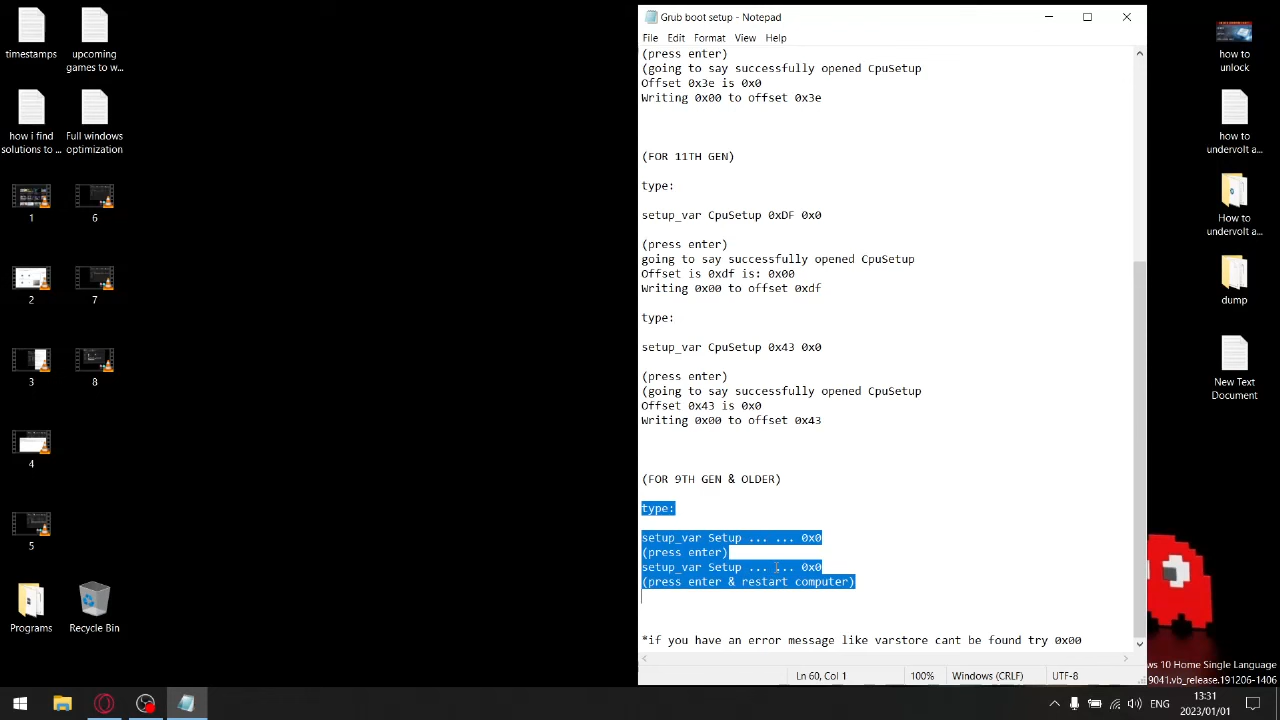 timestamps
upcoming
games to w...
how i find
solutions to ...
Full windows
optimization
1
6
2
7
3
8
4
5
Programs
Recycle Bin
Grub boot setup - Notepad
File Edit Format View Help
(press enter)
(going to say successfully opened CpuSetup
Offset 0x3e is 0x0
Writing 0x00 to offset 0x3e
(FOR 11TH GEN)
type:
setup_var CpuSetup 0xDF 0x0
(press enter)
going to say successfully opened CpuSetup
Offset is 0xdf is: 0x00
Writing 0x00 to offset 0xdf
type:
setup_var CpuSetup 0x43 0x0
(press enter)
(going to say successfully opened CpuSetup
Offset 0x43 is 0x0
Writing 0x00 to offset 0x43
(FOR 9TH GEN & OLDER)
type:
setup_var Setup ... ... 0x0
(press enter)
setup_var Setup ... ... 0x0
(press enter & restart computer)
*if you have an error message like varstore cant be found try 0x00
Ln 60, Col 1 100% Windows (CRLF) UTF-8
how to
unlock
how to
undervolt a...
How to
undervolt a...
dump
New Text
Document
ws 10 Home Single Language
9041.vb_release.191206-1406
ENG
13:31
2023/01/01